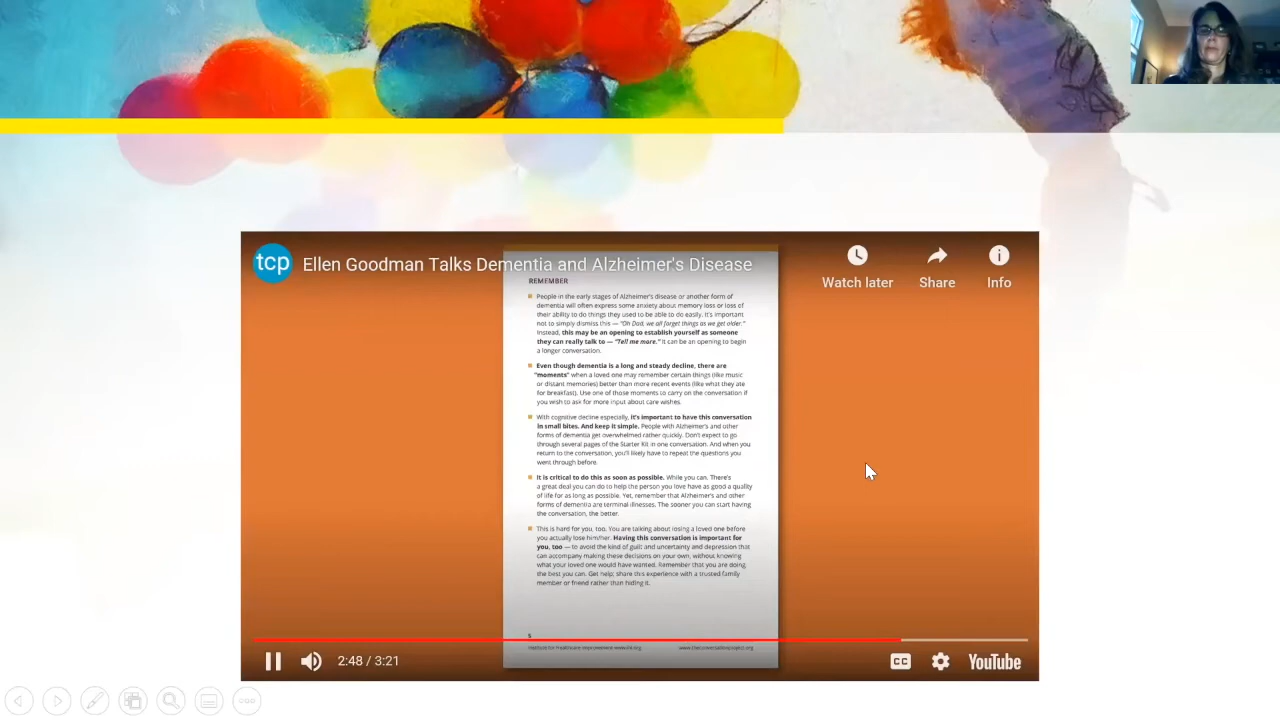 tcp
Ellen Goodman Talks Dementia and Alzheimer's Disease
Watch later
Share
Info
REMEMBER
People in the early stages of Alzheimer's disease or another form of
dementia will often express some anxiety about memory loss or loss of
their ability to do things they used to be able to do easily. It's important
not to simply dismiss this — "Oh Dad, we all forget things as we get older."
Instead, this may be an opening to establish yourself as someone
they can really talk to — "Tell me more." It can be an opening to begin
a longer conversation.
Even though dementia is a long and steady decline, there are
"moments" when a loved one may remember certain things (like music
or distant memories) better than more recent events (like what they ate
for breakfast). Use one of those moments to carry on the conversation if
you wish to ask for more input about care wishes.
With cognitive decline especially, it's important to have this conversation
in small bites. And keep it simple. People with Alzheimer's and other
forms of dementia get overwhelmed rather quickly. Don't expect to go
through several pages of the Starter Kit in one conversation. And when you
return to the conversation, you'll likely have to repeat the questions you
went through before.
It is critical to do this as soon as possible. While you can. There's
a great deal you can do to help the person you love have as good a quality
of life for as long as possible. Yet, remember that Alzheimer's and other
forms of dementia are terminal illnesses. The sooner you can start having
the conversation, the better.
This is hard for you, too. You are talking about losing a loved one before
you actually lose him/her. Having this conversation is important for
you, too — to avoid the kind of guilt and uncertainty and depression that
can accompany making these decisions on your own, without knowing
what your loved one would have wanted. Remember that you are doing
the best you can. Get help; share this experience with a trusted family
member or friend rather than hiding it.
5
Institute for Healthcare Improvement www.ihi.org
www.theconversationproject.org
2:48 / 3:21
CC
YouTube